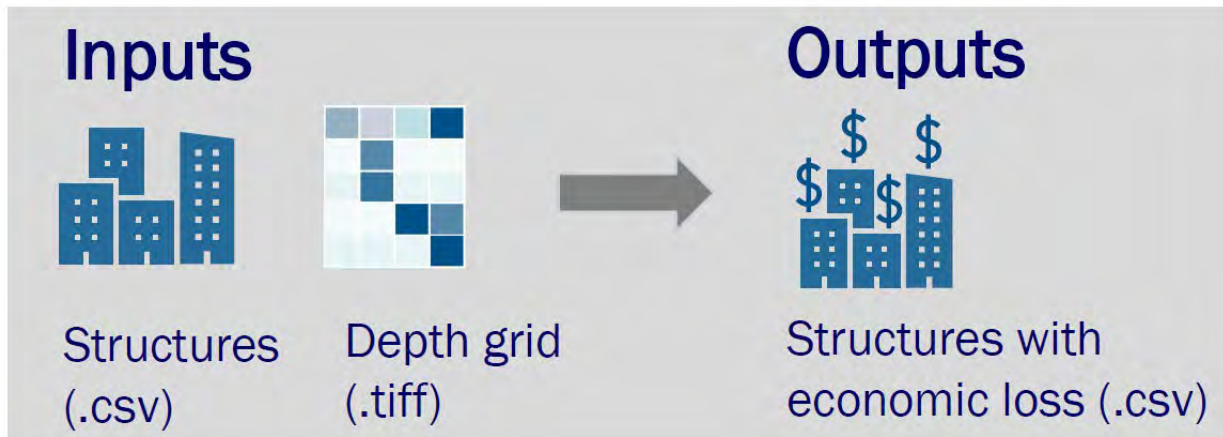 Inputs
Outputs
$ $ $ $
Structures
(.csv)
Depth grid
(.tiff)
Structures with
economic loss (.csv)